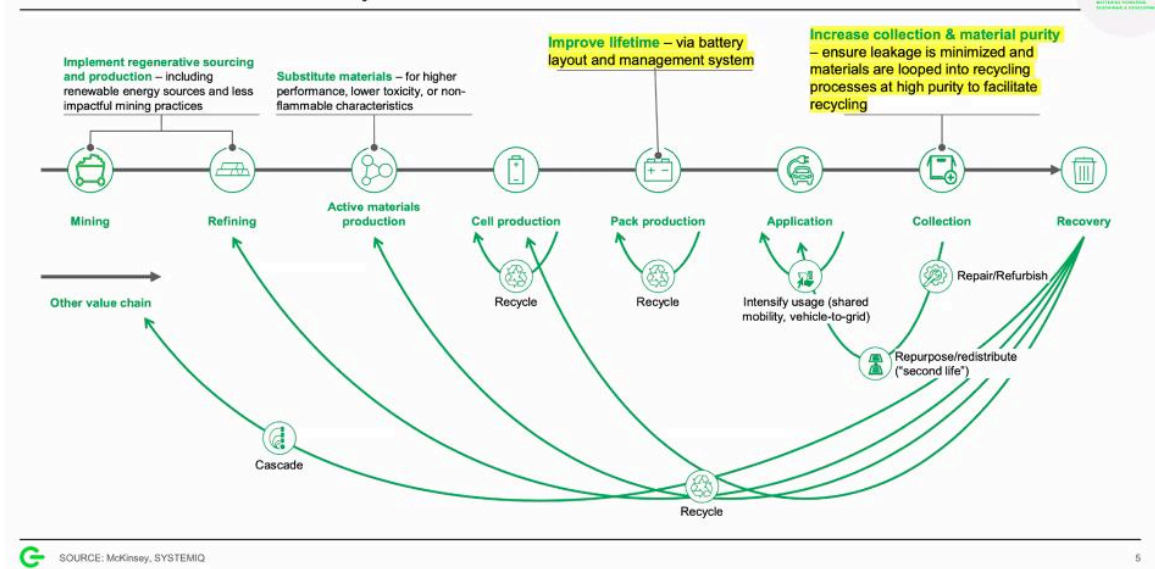 Implement regenerative sourcing
and production – including
renewable energy sources and less
impactful mining practices
Substitute materials – for higher
performance, lower toxicity, or non-
flammable characteristics
Improve lifetime – via battery
layout and management system
Increase collection & material purity
– ensure leakage is minimized and
materials are looped into recycling
processes at high purity to facilitate
recycling
Mining
Refining
Active materials
production
Cell production
Pack production
Application
Collection
Recovery
Other value chain
Recycle
Recycle
Intensify usage (shared
mobility, vehicle-to-grid)
Repair/Refurbish
Repurpose/redistribute
("second life")
Cascade
Recycle
SOURCE: McKinsey, SYSTEMIQ
5